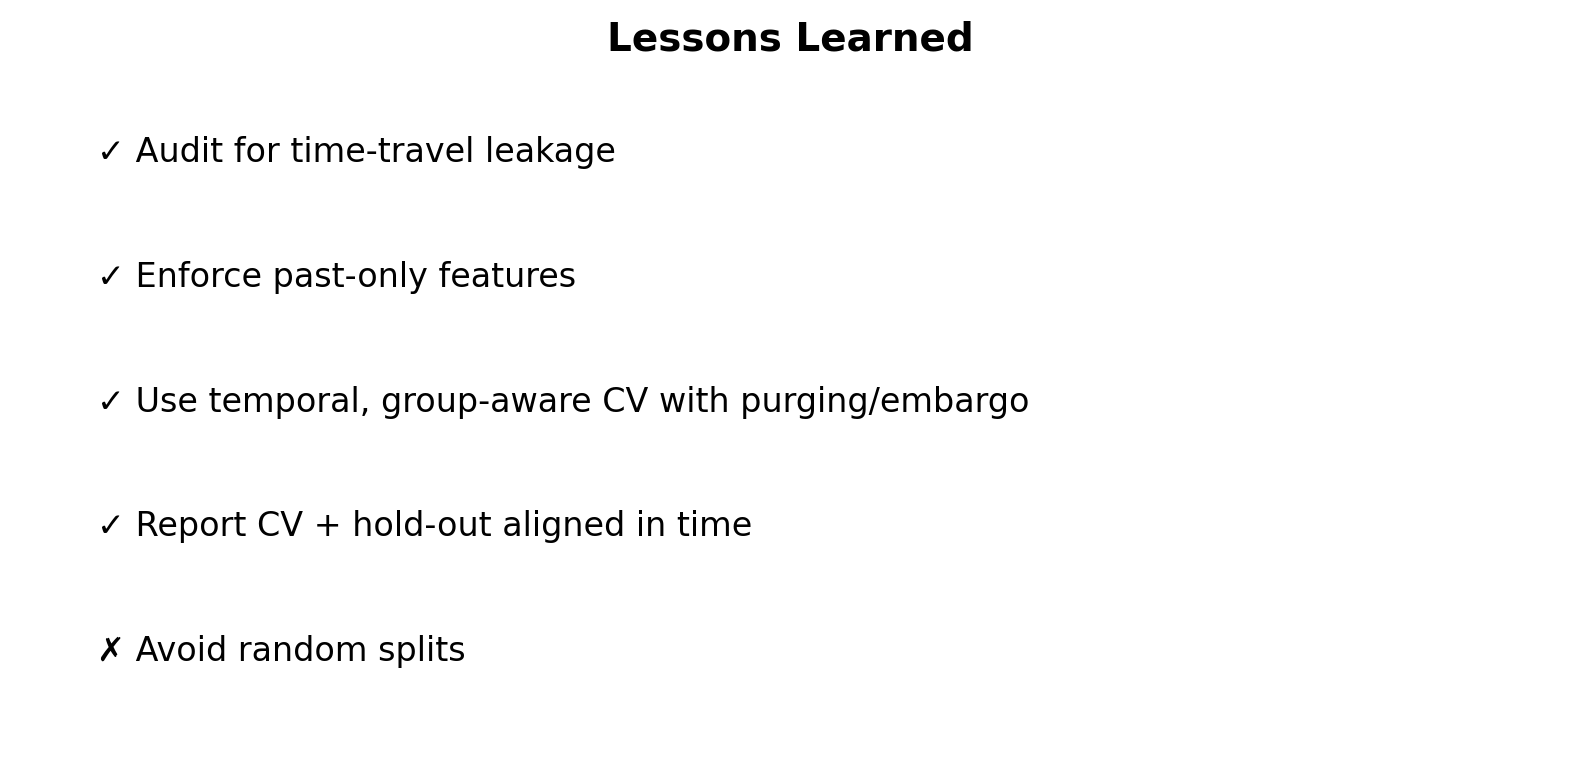 Lessons Learned
✓ Audit for time-travel leakage
✓ Enforce past-only features
✓ Use temporal, group-aware CV with purging/embargo
✓ Report CV + hold-out aligned in time
✗ Avoid random splits